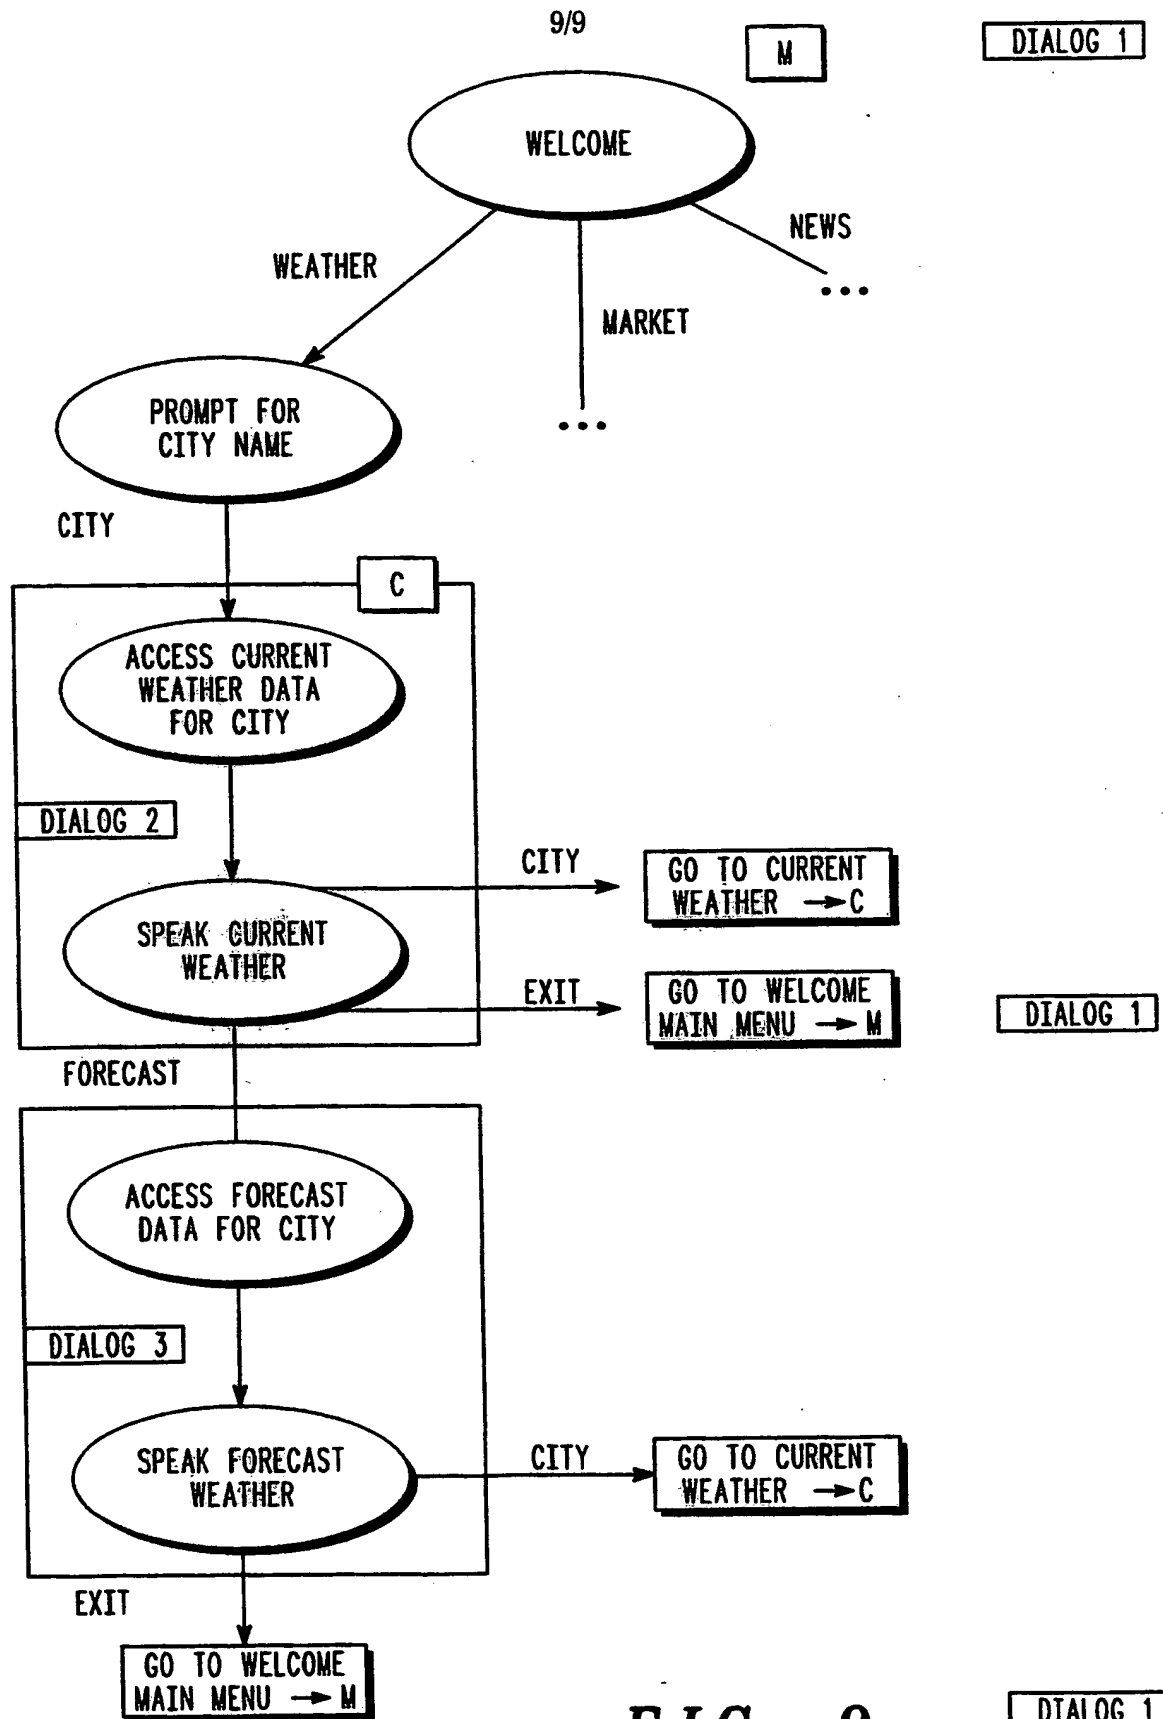 9/9
M
DIALOG 1
WELCOME
NEWS
WEATHER
MARKET
...
...
PROMPT FOR
CITY NAME
CITY
C
ACCESS CURRENT
WEATHER DATA
FOR CITY
DIALOG 2
CITY
GO TO CURRENT
WEATHER → C
SPEAK CURRENT
WEATHER
EXIT
GO TO WELCOME
MAIN MENU → M
DIALOG 1
FORECAST
ACCESS FORECAST
DATA FOR CITY
DIALOG 3
SPEAK FORECAST
WEATHER
CITY
GO TO CURRENT
WEATHER → C
EXIT
GO TO WELCOME
MAIN MENU → M
DIALOG 1